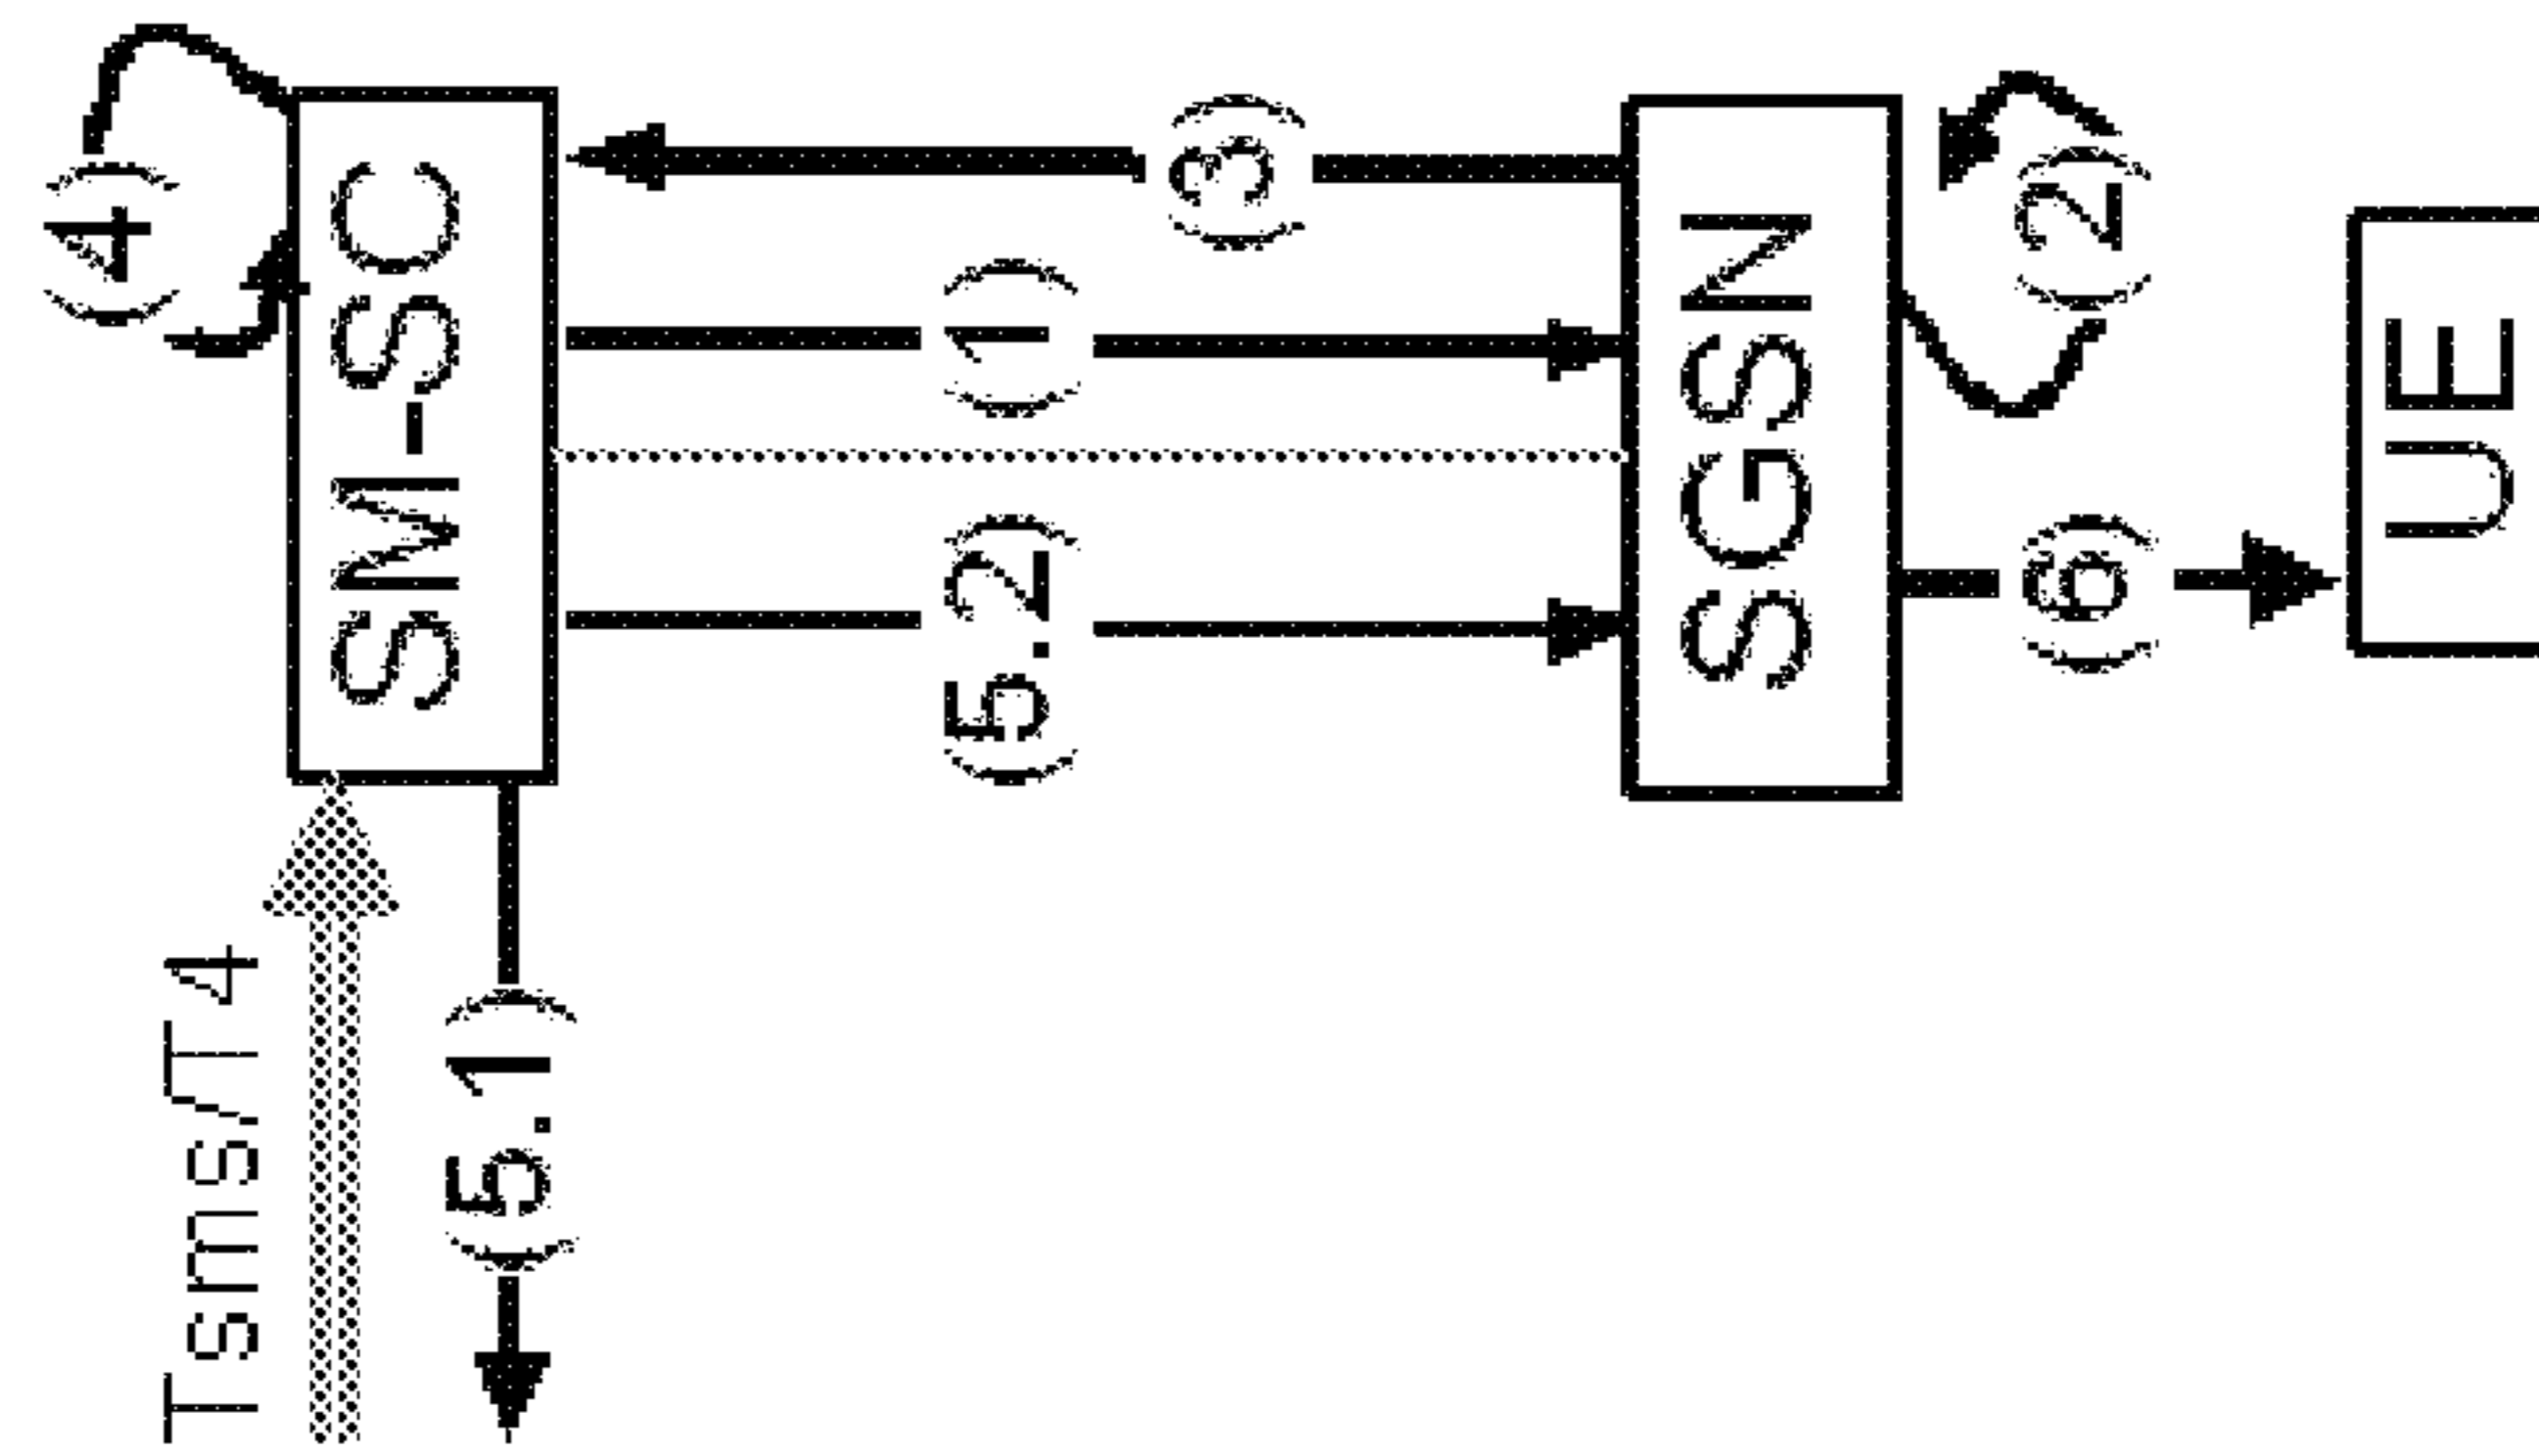 (4)
Tsms/T4
SM-SC
(5.1)
(5.2)
(1)
(3)
SGSN
(6)
(2)
UE